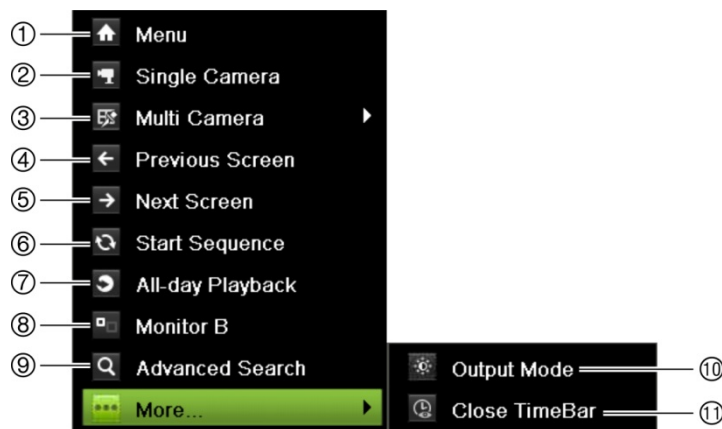 ① Menu
② Single Camera
③ Multi Camera
④ Previous Screen
⑤ Next Screen
⑥ Start Sequence
⑦ All-day Playback
⑧ Monitor B
⑨ Advanced Search
More...
Output Mode ⑩
Close TimeBar ⑪